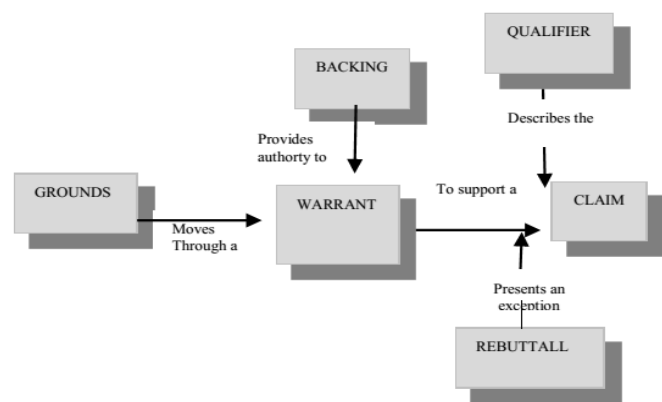 QUALIFIER
BACKING
Describes the
Provides
authorty to
GROUNDS
WARRANT
To support a
CLAIM
Moves
Through a
Presents an
exception
REBUTTALL